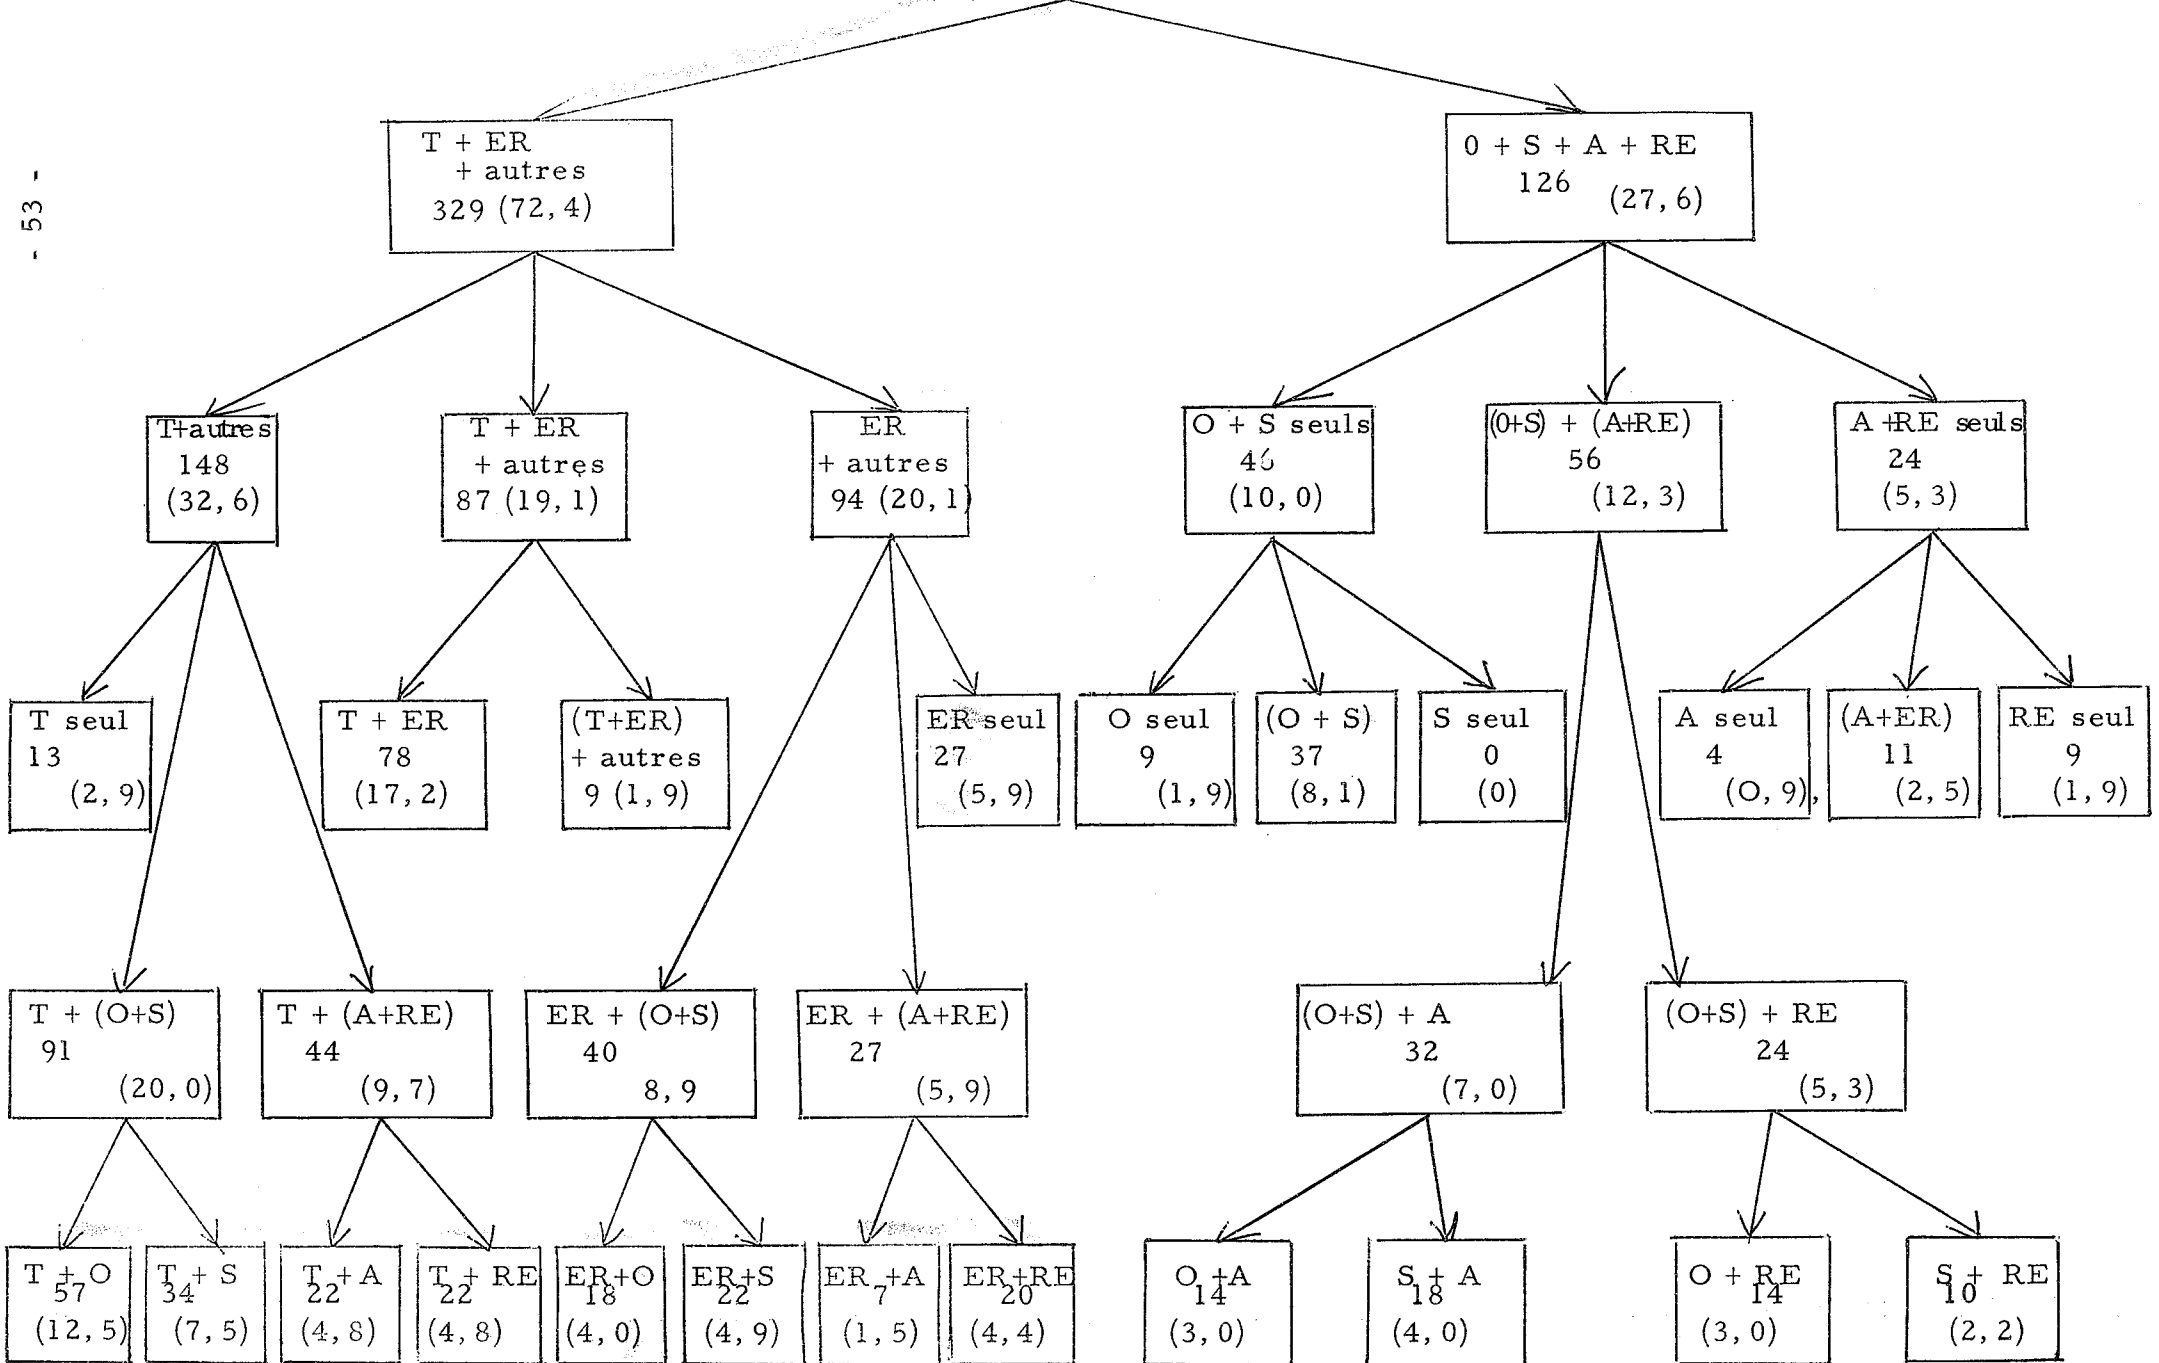 - 53 -
T + ER
+ autres
329 (72,4)
0 + S + A + RE
126
(27,6)
T+autres
148
(32,6)
T + ER
+ autres
87 (19,1)
ER
+ autres
94 (20,1)
O + S seuls
46
(10,0)
(0+S) + (A+RE)
56
(12,3)
A +RE seuls
24
(5,3)
T seul
13
(2,9)
T + ER
78
(17,2)
(T+ER)
+ autres
9 (1,9)
ER seul
27
(5,9)
O seul
9
(1,9)
(O + S)
37
(8,1)
S seul
0
(0)
A seul
4
(O,9),
(A+ER)
11
(2,5)
RE seul
9
(1,9)
T + (O+S)
91
(20,0)
T + (A+RE)
44
(9,7)
ER + (O+S)
40
8,9
ER + (A+RE)
27
(5,9)
(O+S) + A
32
(7,0)
(O+S) + RE
24
(5,3)
T + O
57
(12,5)
T + S
34
(7,5)
T + A
22
(4,8)
T + RE
22
(4,8)
ER+O
18
(4,0)
ER+S
22
(4,9)
ER +A
7
(1,5)
ER+RE
20
(4,4)
O +A
14
(3,0)
S + A
18
(4,0)
O + RE
14
(3,0)
S + RE
10
(2,2)